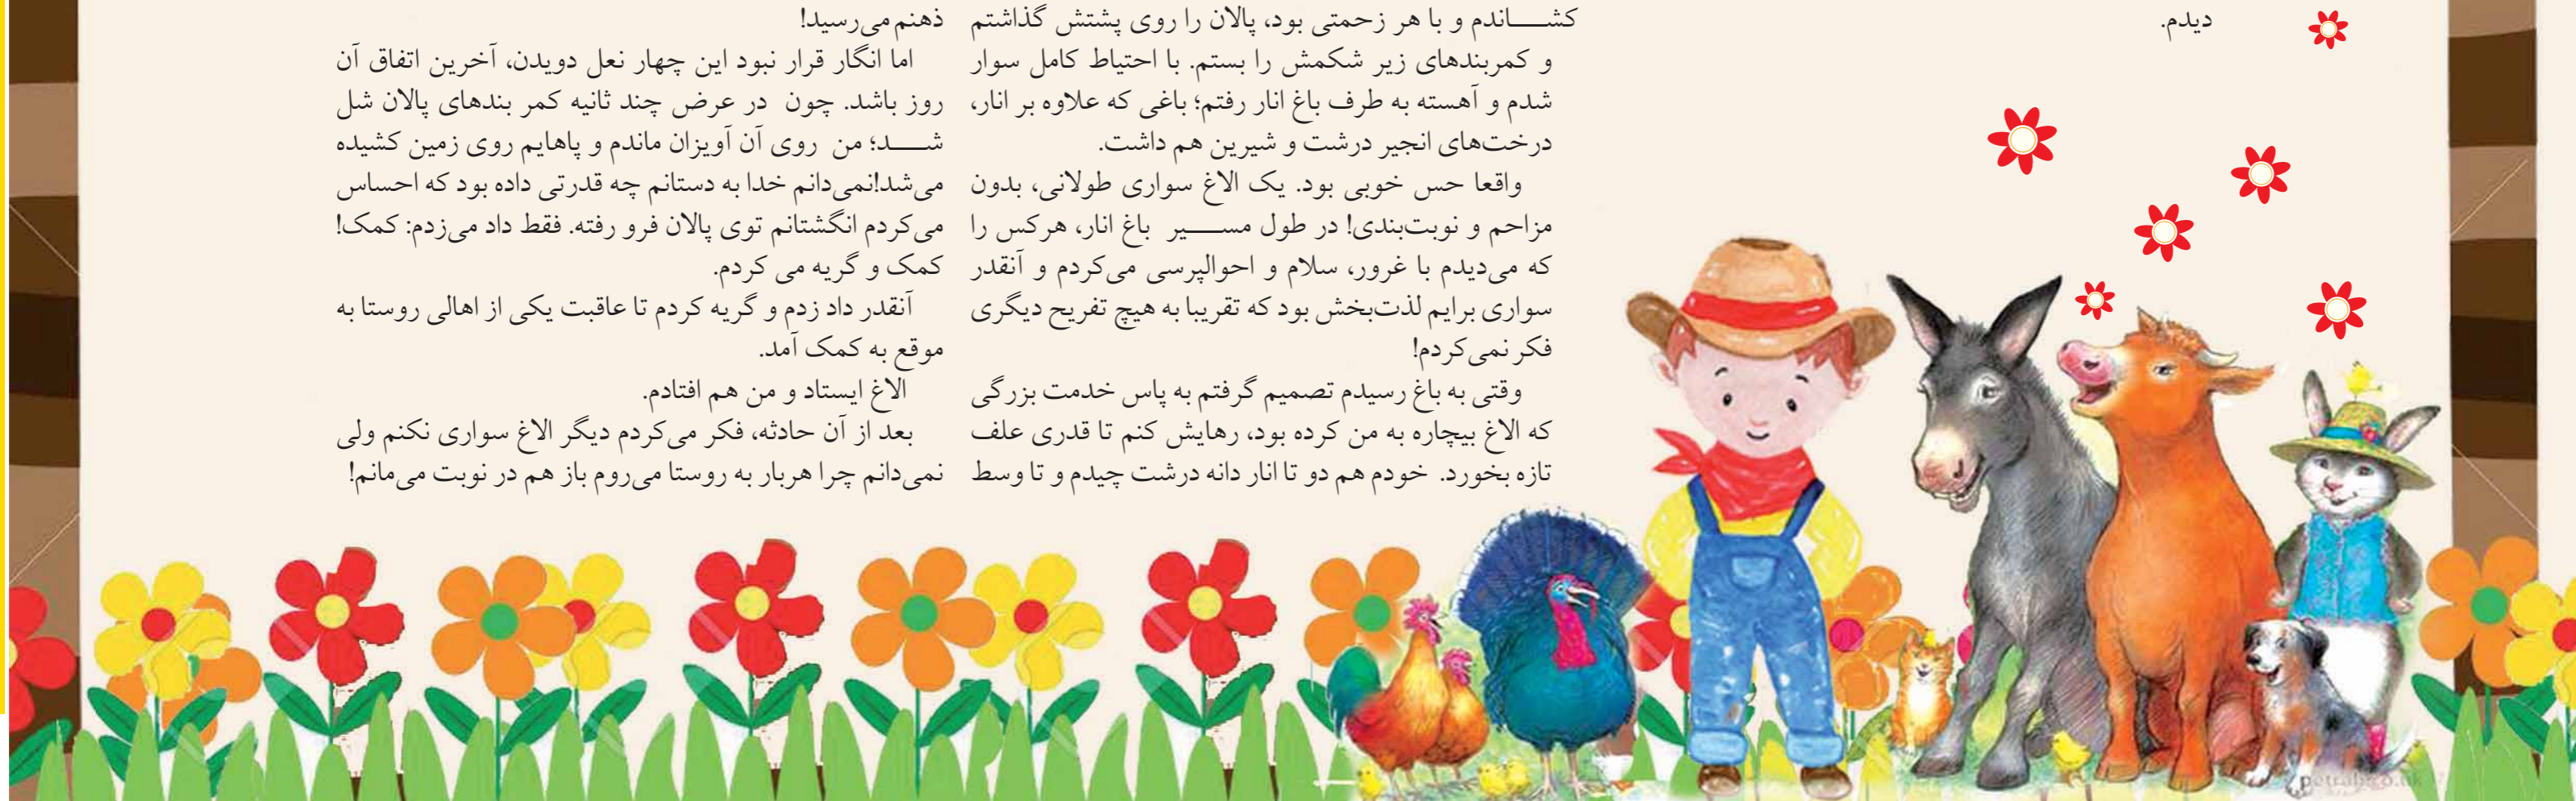 دیدم.
کشـــاندم و با هر زحمتی بود، پالان را روی پشتش گذاشتم
و کمربندهای زیر شکمش را بستم. با احتیاط کامل سوار
شدم و آهسته به طرف باغ انار رفتم؛ باغی که علاوه بر انار،
درخت‌های انجیر درشت و شیرین هم داشت.
واقعا حس خوبی بود. یک الاغ سواری طولانی، بدون
مزاحم و نوبت‌بندی! در طول مســـیر باغ انار، هرکس را
که می‌دیدم با غرور، سلام و احوالپرسی می‌کردم و آنقدر
سواری برایم لذت‌بخش بود که تقریبا به هیچ تفریح دیگری
فکر نمی‌کردم!
وقتی به باغ رسیدم تصمیم گرفتم به پاس خدمت بزرگی
که الاغ بیچاره به من کرده بود، رهایش کنم تا قدری علف
تازه بخورد. خودم هم دو تا انار دانه درشت چیدم و تا وسط
ذهنم می‌رسید!
اما انگار قرار نبود این چهار نعل دویدن، آخرین اتفاق آن
روز باشد. چون در عرض چند ثانیه کمر بندهای پالان شل
شـــد؛ من روی آن آویزان ماندم و پاهایم روی زمین کشیده
می‌شد!نمی‌دانم خدا به دستانم چه قدرتی داده بود که احساس
می‌کردم انگشتانم توی پالان فرو رفته. فقط داد می‌زدم: کمک!
کمک و گریه می کردم.
آنقدر داد زدم و گریه کردم تا عاقبت یکی از اهالی روستا به
موقع به کمک آمد.
الاغ ایستاد و من هم افتادم.
بعد از آن حادثه، فکر می‌کردم دیگر الاغ سواری نکنم ولی
نمی‌دانم چرا هربار به روستا می‌روم باز هم در نوبت می‌مانم!